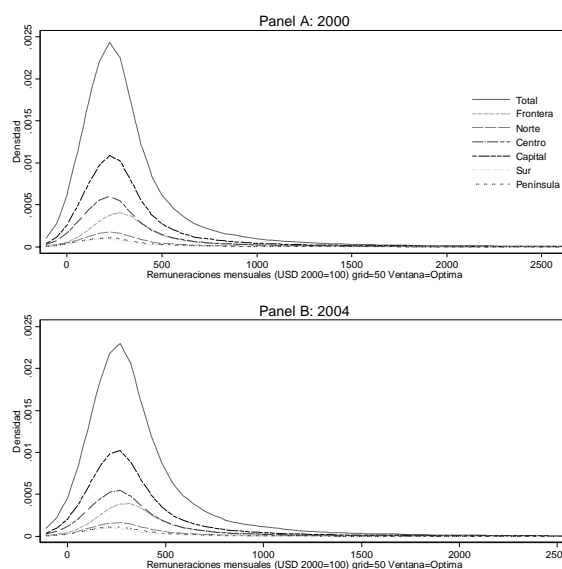 Panel A: 2000
.0025
.002
.0015
.001
.0005
0
Densidad
Total
Frontera
Norte
Centro
Capital
Sur
Península
0 500 1000 1500 2000 2500
Remuneraciones mensuales (USD 2000=100) grid=50 Ventana=Optima
Panel B: 2004
.0025
.002
.0015
.001
.0005
0
Densidad
0 500 1000 1500 2000 2500
Remuneraciones mensuales (USD 2000=100) grid=50 Ventana=Optima